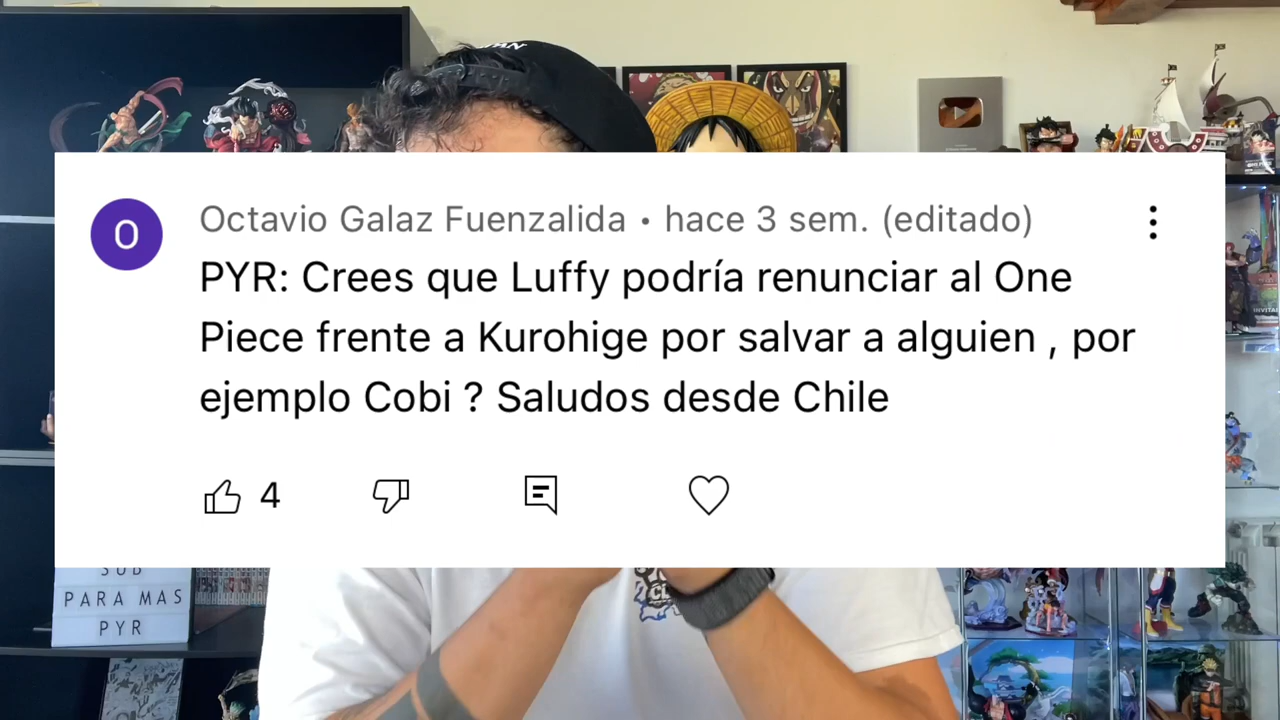 O
Octavio Galaz Fuenzalida • hace 3 sem. (editado)
PYR: Crees que Luffy podría renunciar al One
Piece frente a Kurohige por salvar a alguien , por
ejemplo Cobi ? Saludos desde Chile
4
SUB
PARA MAS
PYR